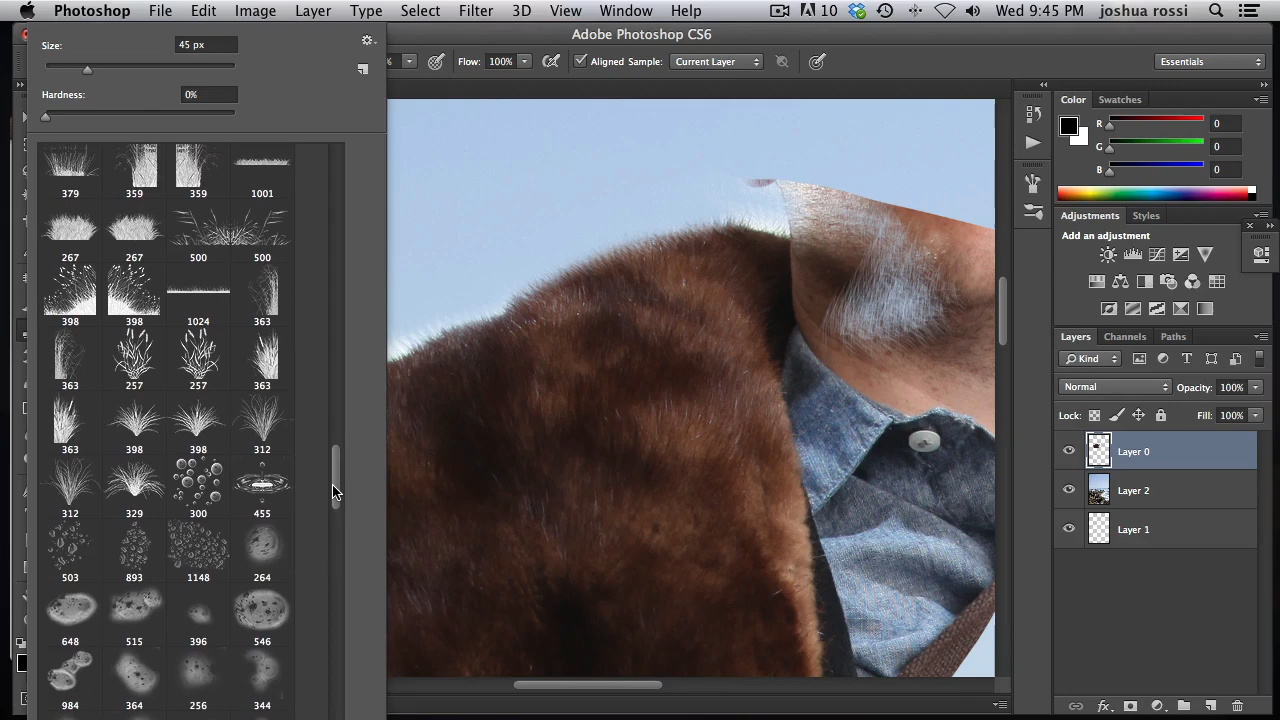 Photoshop File Edit Image Layer Type Select Filter 3D View Window Help 10 Wed 9:45 PM joshua rossi
Adobe Photoshop CS6
Size: 45 px
Hardness: 0%
% Flow: 100% Aligned Sample: Current Layer Essentials
379 359 359 1001
267 267 500 500
398 398 1024 363
363 257 257 363
363 398 398 312
312 329 300 455
503 893 1148 264
648 515 396 546
984 364 256 344
Color Swatches
R 0
G 0
B 0
Adjustments Styles
Add an adjustment
Layers Channels Paths
Kind
Normal Opacity: 100%
Lock: Fill: 100%
Layer 0
Layer 2
Layer 1
fx